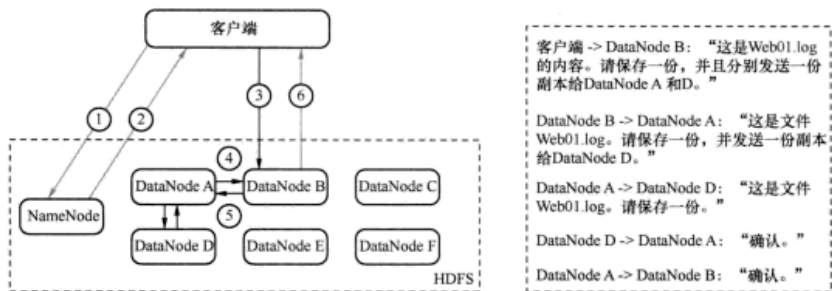 客户端
①
②
③
⑥
④
DataNode A
DataNode B
DataNode C
NameNode
⑤
DataNode D
DataNode E
DataNode F
HDFS
客户端 -> DataNode B: “这是Web01.log
的内容。请保存一份，并且分别发送一份
副本给DataNode A 和D。”
DataNode B -> DataNode A: “这是文件
Web01.log。请保存一份，并发送一份副本
给DataNode D。”
DataNode A -> DataNode D: “这是文件
Web01.log。请保存一份。”
DataNode D -> DataNode A: “确认。”
DataNode A -> DataNode B: “确认。”